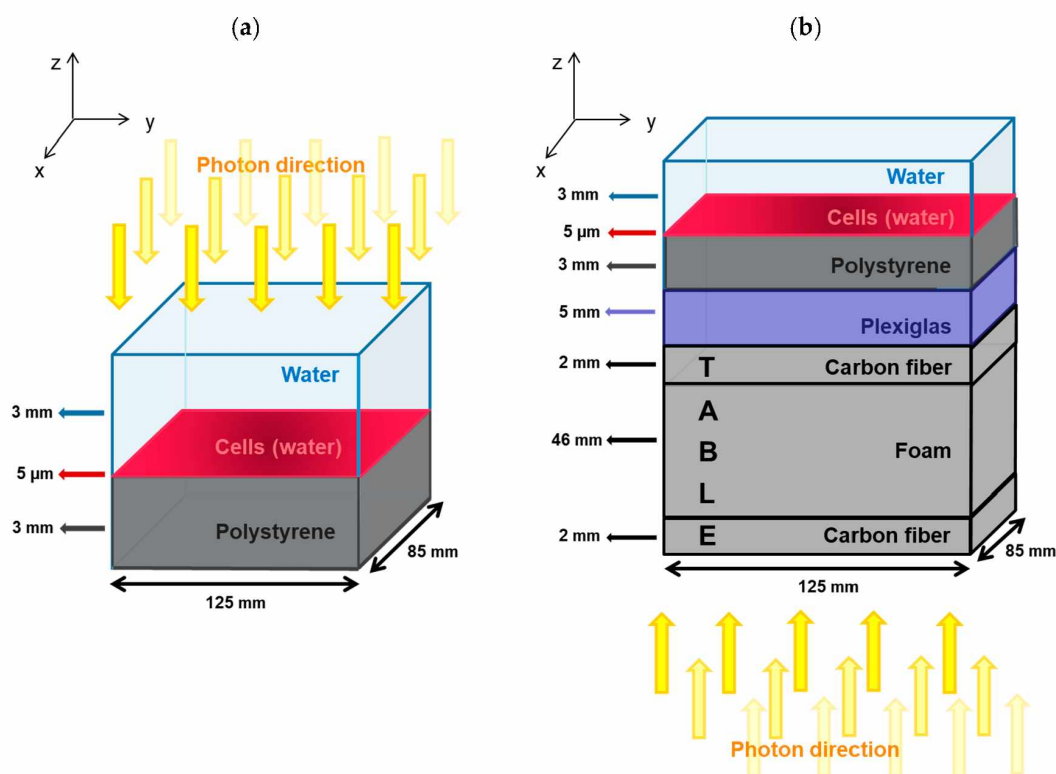 (a)
z
y
x
Photon direction
Water
3 mm
Cells (water)
5 µm
Polystyrene
3 mm
85 mm
125 mm
(b)
z
y
x
Water
3 mm
Cells (water)
5 µm
Polystyrene
3 mm
5 mm
Plexiglas
2 mm
T
Carbon fiber
A
46 mm
B
Foam
L
2 mm
E
Carbon fiber
85 mm
125 mm
Photon direction